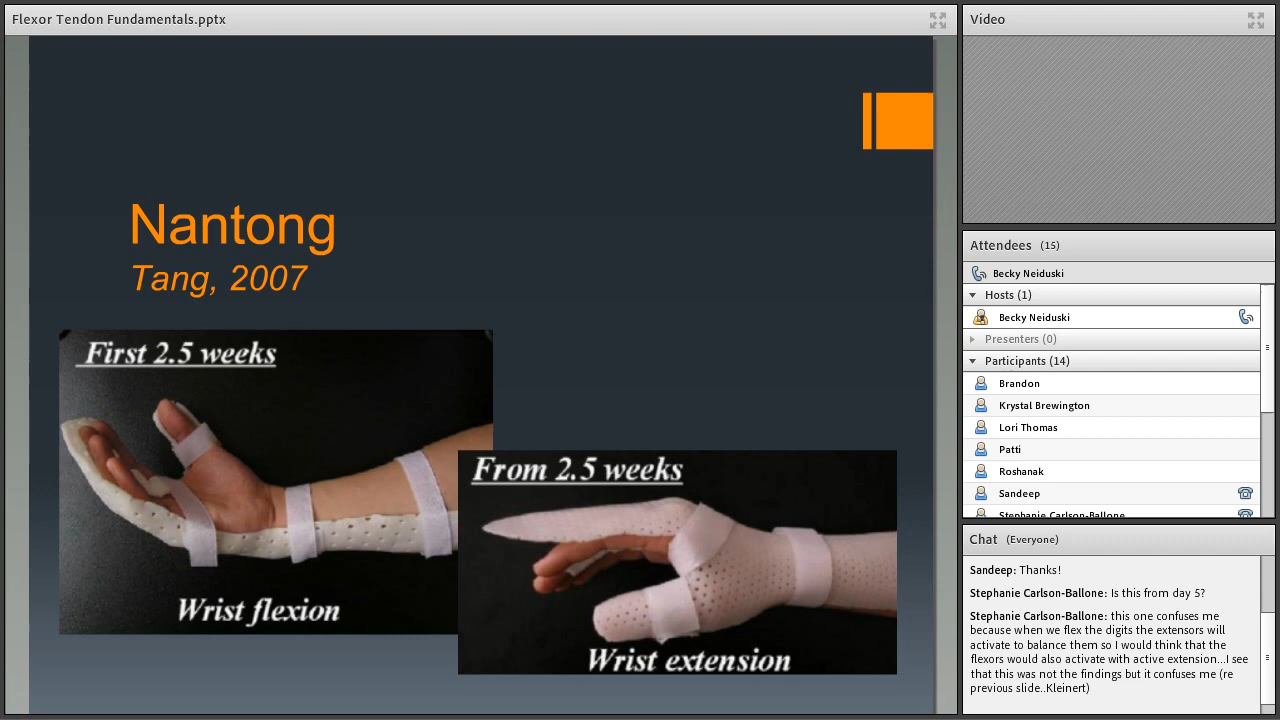 Flexor Tendon Fundamentals.pptx
Nantong
Tang, 2007
First 2.5 weeks
Wrist flexion
From 2.5 weeks
Wrist extension
Video
Attendees (15)
Becky Neiduski
Hosts (1)
Becky Neiduski
Presenters (0)
Participants (14)
Brandon
Krystal Brewington
Lori Thomas
Patti
Roshanak
Sandeep
Stephanie Carlson-Ballone
Chat (Everyone)
Sandeep: Thanks!
Stephanie Carlson-Ballone: Is this from day 5?
Stephanie Carlson-Ballone: this one confuses me
because when we flex the digits the extensors will
activate to balance them so I would think that the
flexors would also activate with active extension...I see
that this was not the findings but it confuses me (re
previous slide..Kleinert)